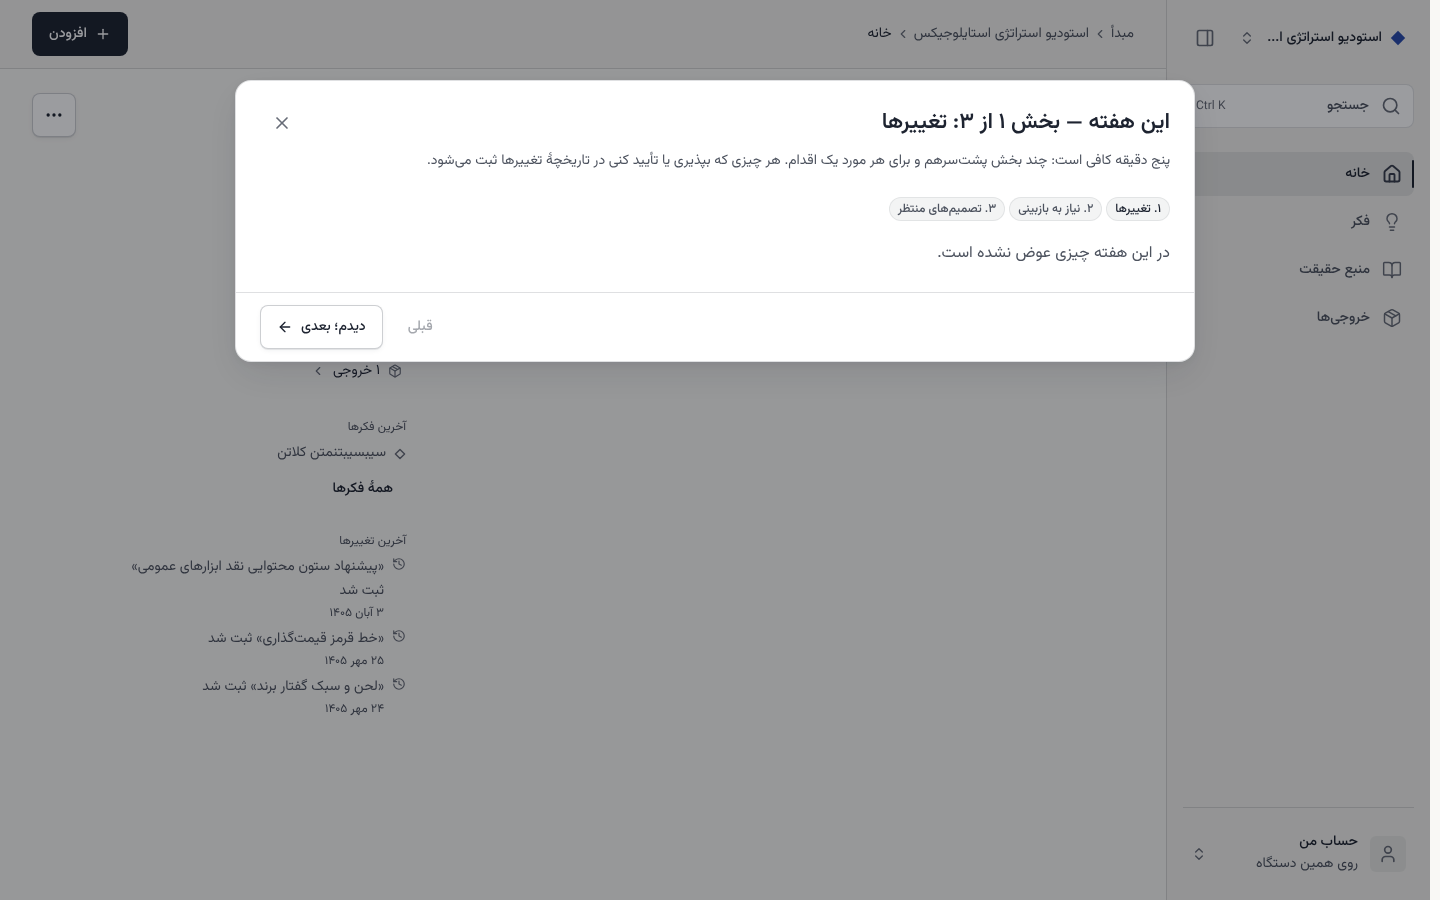 استودیو استراتژی ا...
جستجو
Ctrl K
خانه
فکر
منبع حقیقت
خروجی‌ها
حساب من
روی همین دستگاه
مبدأ › استودیو استراتژی استایلوجیکس › خانه
افزودن
این هفته — بخش ۱ از ۳: تغییرها
پنج دقیقه کافی است: چند بخش پشت‌سرهم و برای هر مورد یک اقدام. هر چیزی که بپذیری یا تأیید کنی در تاریخچهٔ تغییرها ثبت می‌شود.
۱. تغییرها
۲. نیاز به بازبینی
۳. تصمیم‌های منتظر
در این هفته چیزی عوض نشده است.
قبلی
دیدم؛ بعدی
۱ خروجی
آخرین فکرها
سیبسیبتنمتن کلاتن
همهٔ فکرها
آخرین تغییرها
«پیشنهاد ستون محتوایی نقد ابزارهای عمومی»
ثبت شد
۳ آبان ۱۴۰۵
«خط قرمز قیمت‌گذاری» ثبت شد
۲۵ مهر ۱۴۰۵
«لحن و سبک گفتار برند» ثبت شد
۲۴ مهر ۱۴۰۵